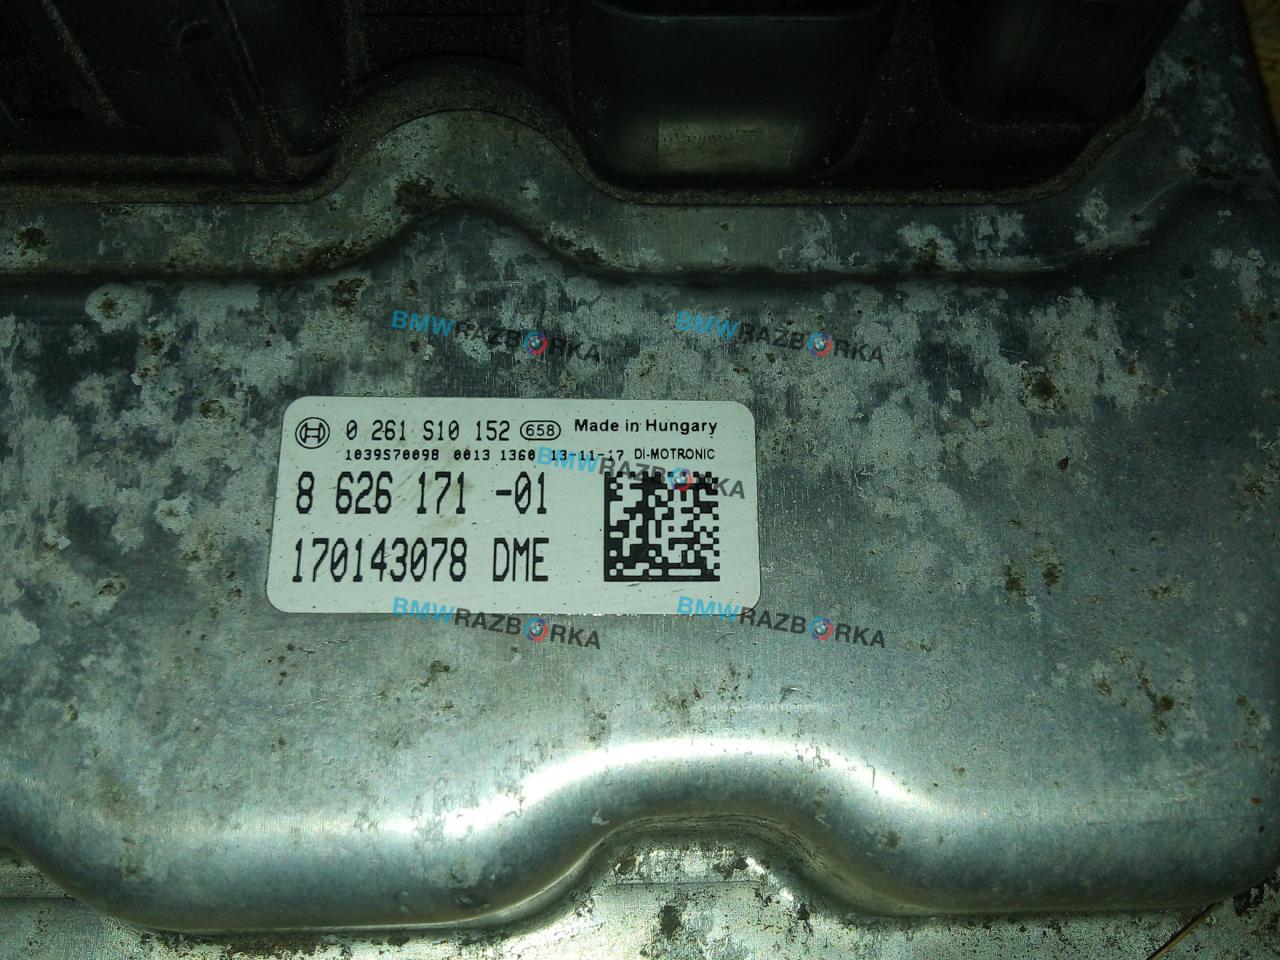 BMWRAZBORKA BMWRAZBORKA
0 261 S10 152 658 Made in Hungary
1039S70098 0013 1360 13-11-17 DI-MOTRONIC
BMWRAZBORKA
8 626 171 -01
170143078 DME
BMWRAZBORKA BMWRAZBORKA